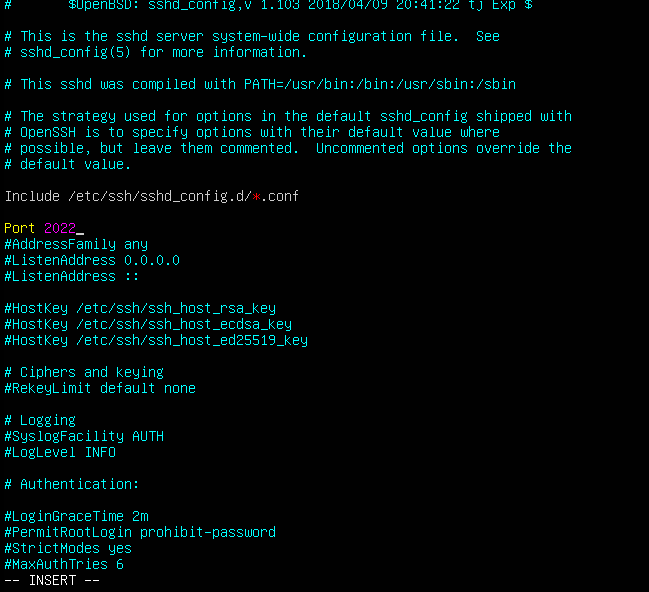 #       $OpenBSD: sshd_config,v 1.103 2018/04/09 20:41:22 tj Exp $
# This is the sshd server system-wide configuration file.  See
# sshd_config(5) for more information.
# This sshd was compiled with PATH=/usr/bin:/bin:/usr/sbin:/sbin
# The strategy used for options in the default sshd_config shipped with
# OpenSSH is to specify options with their default value where
# possible, but leave them commented.  Uncommented options override the
# default value.
Include /etc/ssh/sshd_config.d/*.conf
Port 2022
#AddressFamily any
#ListenAddress 0.0.0.0
#ListenAddress ::
#HostKey /etc/ssh/ssh_host_rsa_key
#HostKey /etc/ssh/ssh_host_ecdsa_key
#HostKey /etc/ssh/ssh_host_ed25519_key
# Ciphers and keying
#RekeyLimit default none
# Logging
#SyslogFacility AUTH
#LogLevel INFO
# Authentication:
#LoginGraceTime 2m
#PermitRootLogin prohibit-password
#StrictModes yes
#MaxAuthTries 6
-- INSERT --